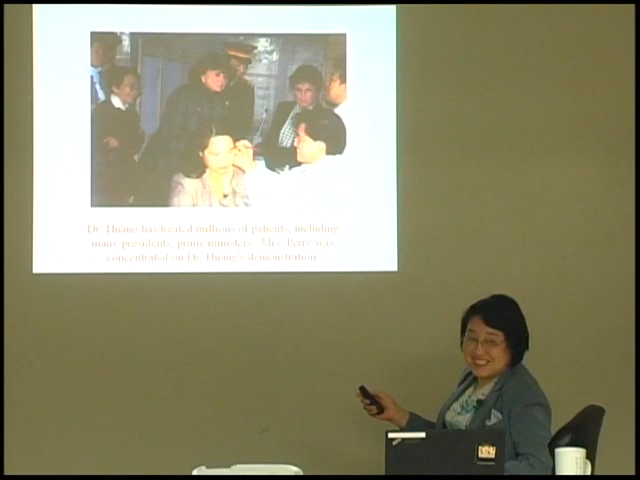 Dr. Huang has treated millions of patients, including
many presidents, prime ministers. Mrs. Perry was
concentrated on Dr. Huang's demonstration.